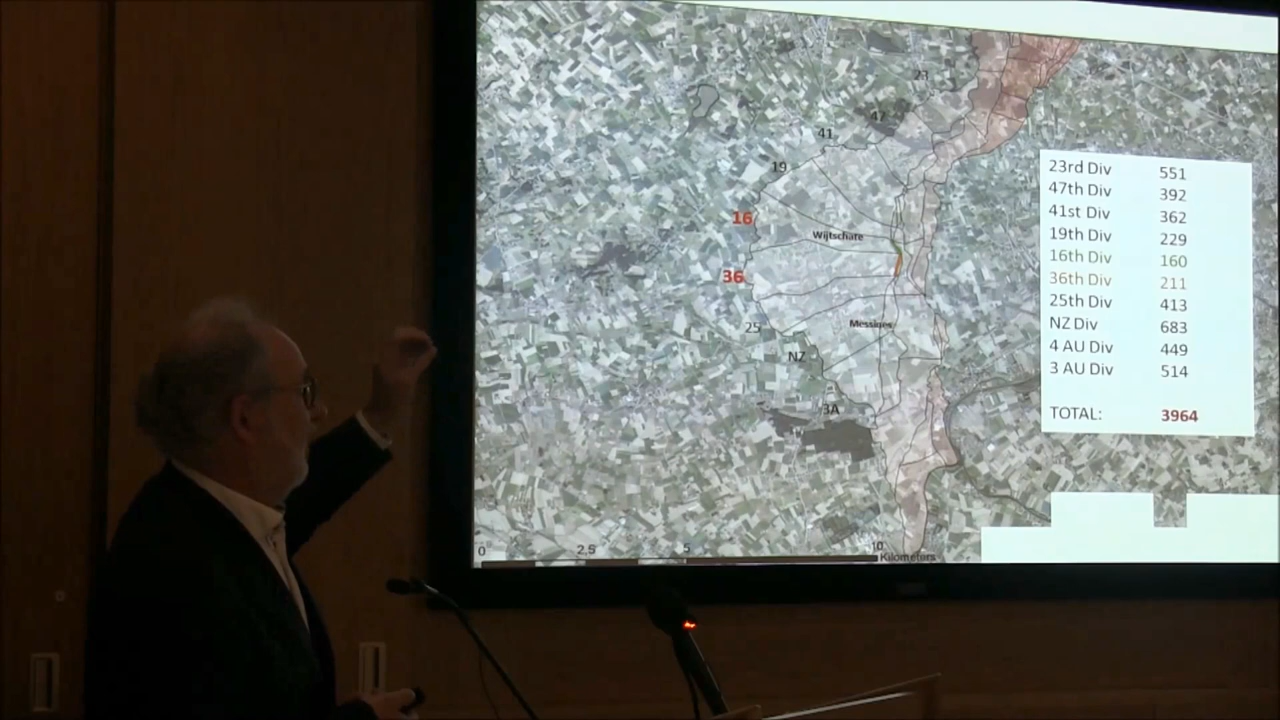 23
47
41
19
16
Wijtschate
36
25
Messines
NZ
3A
0 2.5 5 10
Kilometers
23rd Div 551
47th Div 392
41st Div 362
19th Div 229
16th Div 160
36th Div 211
25th Div 413
NZ Div 683
4 AU Div 449
3 AU Div 514
TOTAL: 3964